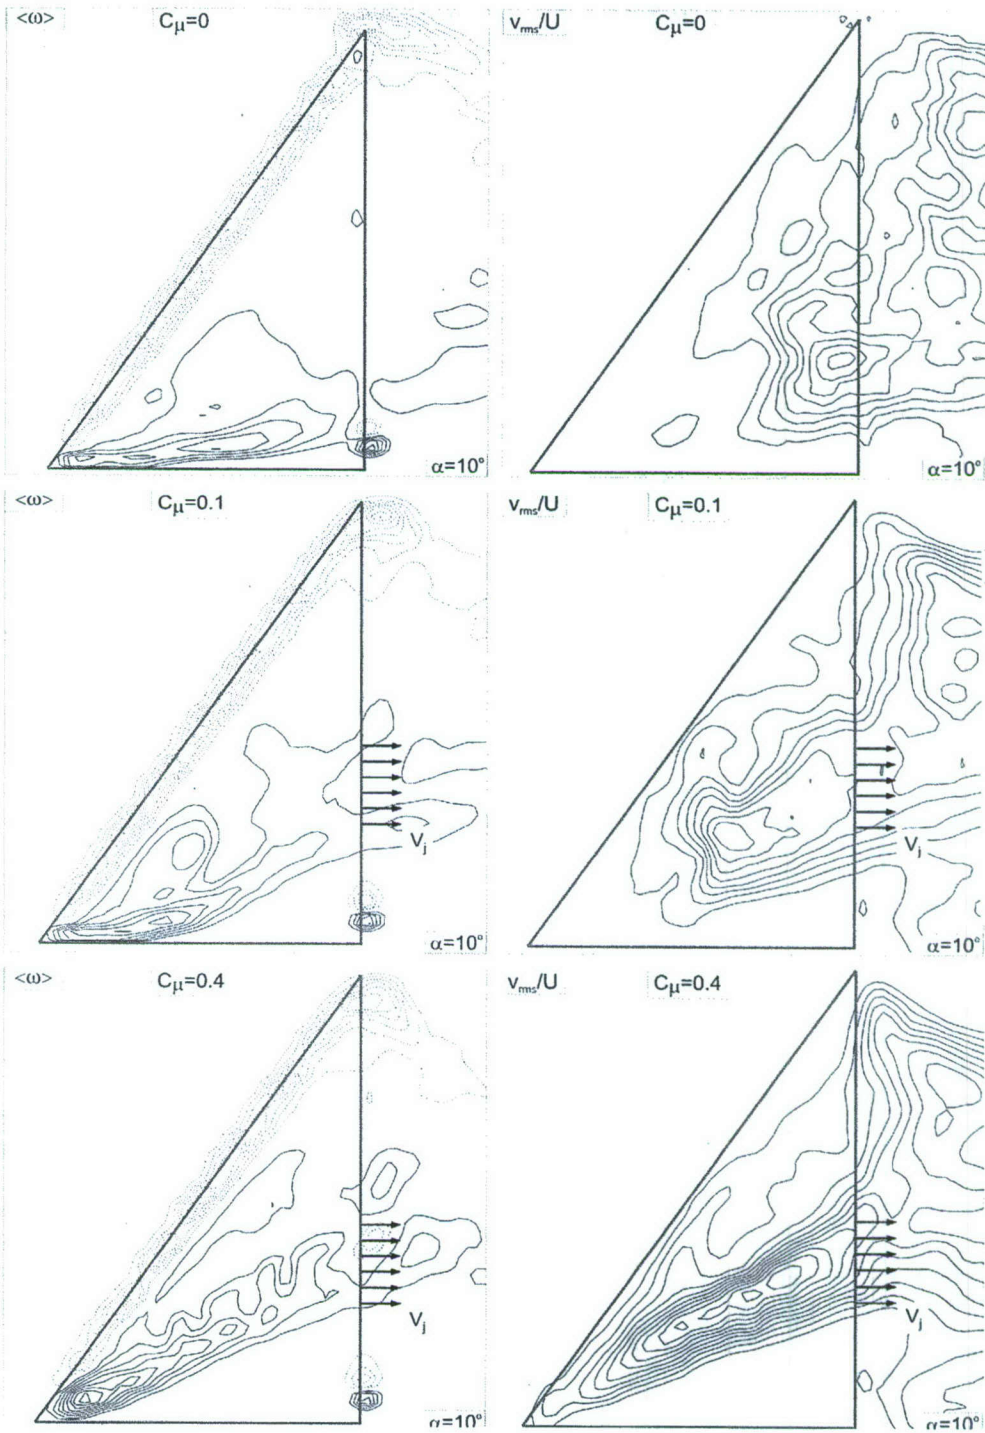 <ω> Cμ=0
α=10°
vrms/U Cμ=0
α=10°
<ω> Cμ=0.1
Vj
α=10°
vrms/U Cμ=0.1
Vj
α=10°
<ω> Cμ=0.4
Vj
α=10°
vrms/U Cμ=0.4
Vj
α=10°